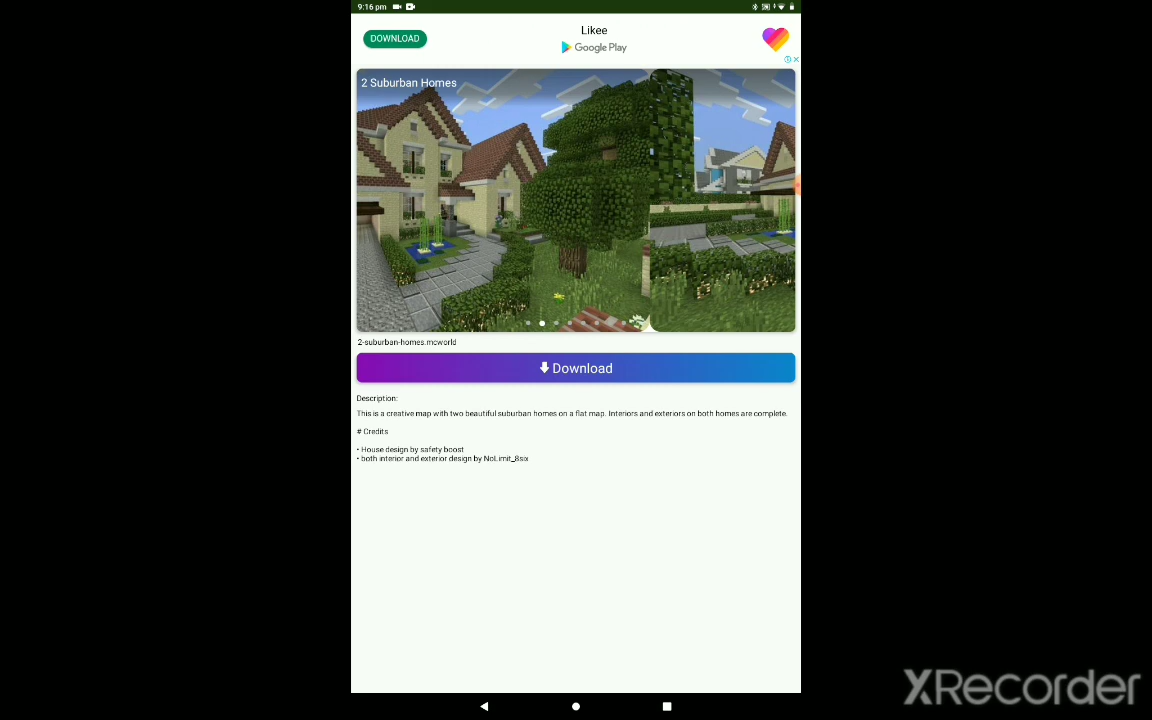 9:16 pm
DOWNLOAD
Likee
Google Play
2 Suburban Homes
2-suburban-homes.mcworld
Download
Description:
This is a creative map with two beautiful suburban homes on a flat map. Interiors and exteriors on both homes are complete.
# Credits
• House design by safety boost
• both interior and exterior design by NoLimit_8six
XRecorder